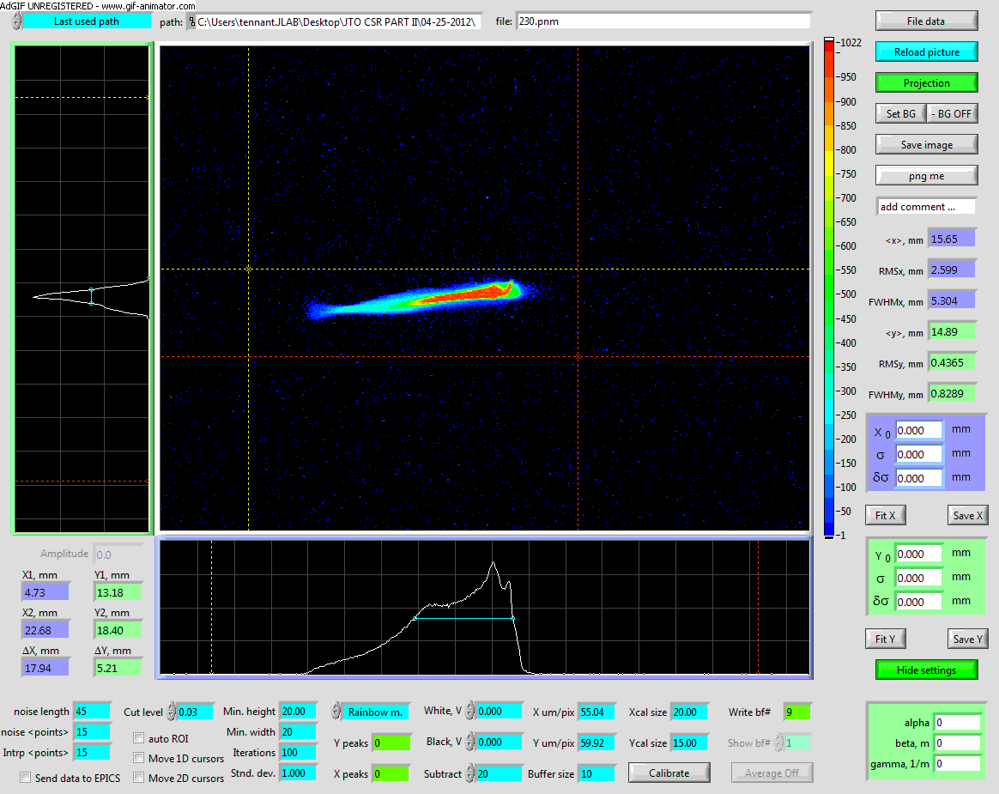 AdGIF UNREGISTERED - www.gif-animator.com
Last used path
path: C:\Users\tennant.JLAB\Desktop\JTO CSR PART II\04-25-2012\
file: 230.pnm
File data
Reload picture
Projection
Set BG - BG OFF
Save image
png me
add comment ...
<x>, mm 15.65
RMSx, mm 2.599
FWHMx, mm 5.304
<y>, mm 14.89
RMSy, mm 0.4365
FWHMy, mm 0.8289
-1022
-950
-900
-850
-800
-750
-700
-650
-600
-550
-500
-450
-400
-350
-300
-250
-200
-150
-100
-50
-1
X 0 0.000 mm
σ 0.000 mm
δσ 0.000 mm
Fit X Save X
Y 0 0.000 mm
σ 0.000 mm
δσ 0.000 mm
Fit Y Save Y
Hide settings
Amplitude 0.0
X1, mm Y1, mm
4.73 13.18
X2, mm Y2, mm
22.68 18.40
ΔX, mm ΔY, mm
17.94 5.21
noise length 45
noise <points> 15
Intrp <points> 15
Send data to EPICS
Cut level 0.03
auto ROI
Move 1D cursors
Move 2D cursors
Min. height 20.00
Min. width 20
Iterations 100
Stnd. dev. 1.000
Rainbow m.
Y peaks 0
X peaks 0
White, V 0.000
Black, V 0.000
Subtract 20
X um/pix 55.04
Y um/pix 59.92
Buffer size 10
Xcal size 20.00
Ycal size 15.00
Calibrate
Write bf# 9
Show bf# 1
Average Off
alpha 0
beta, m 0
gamma, 1/m 0